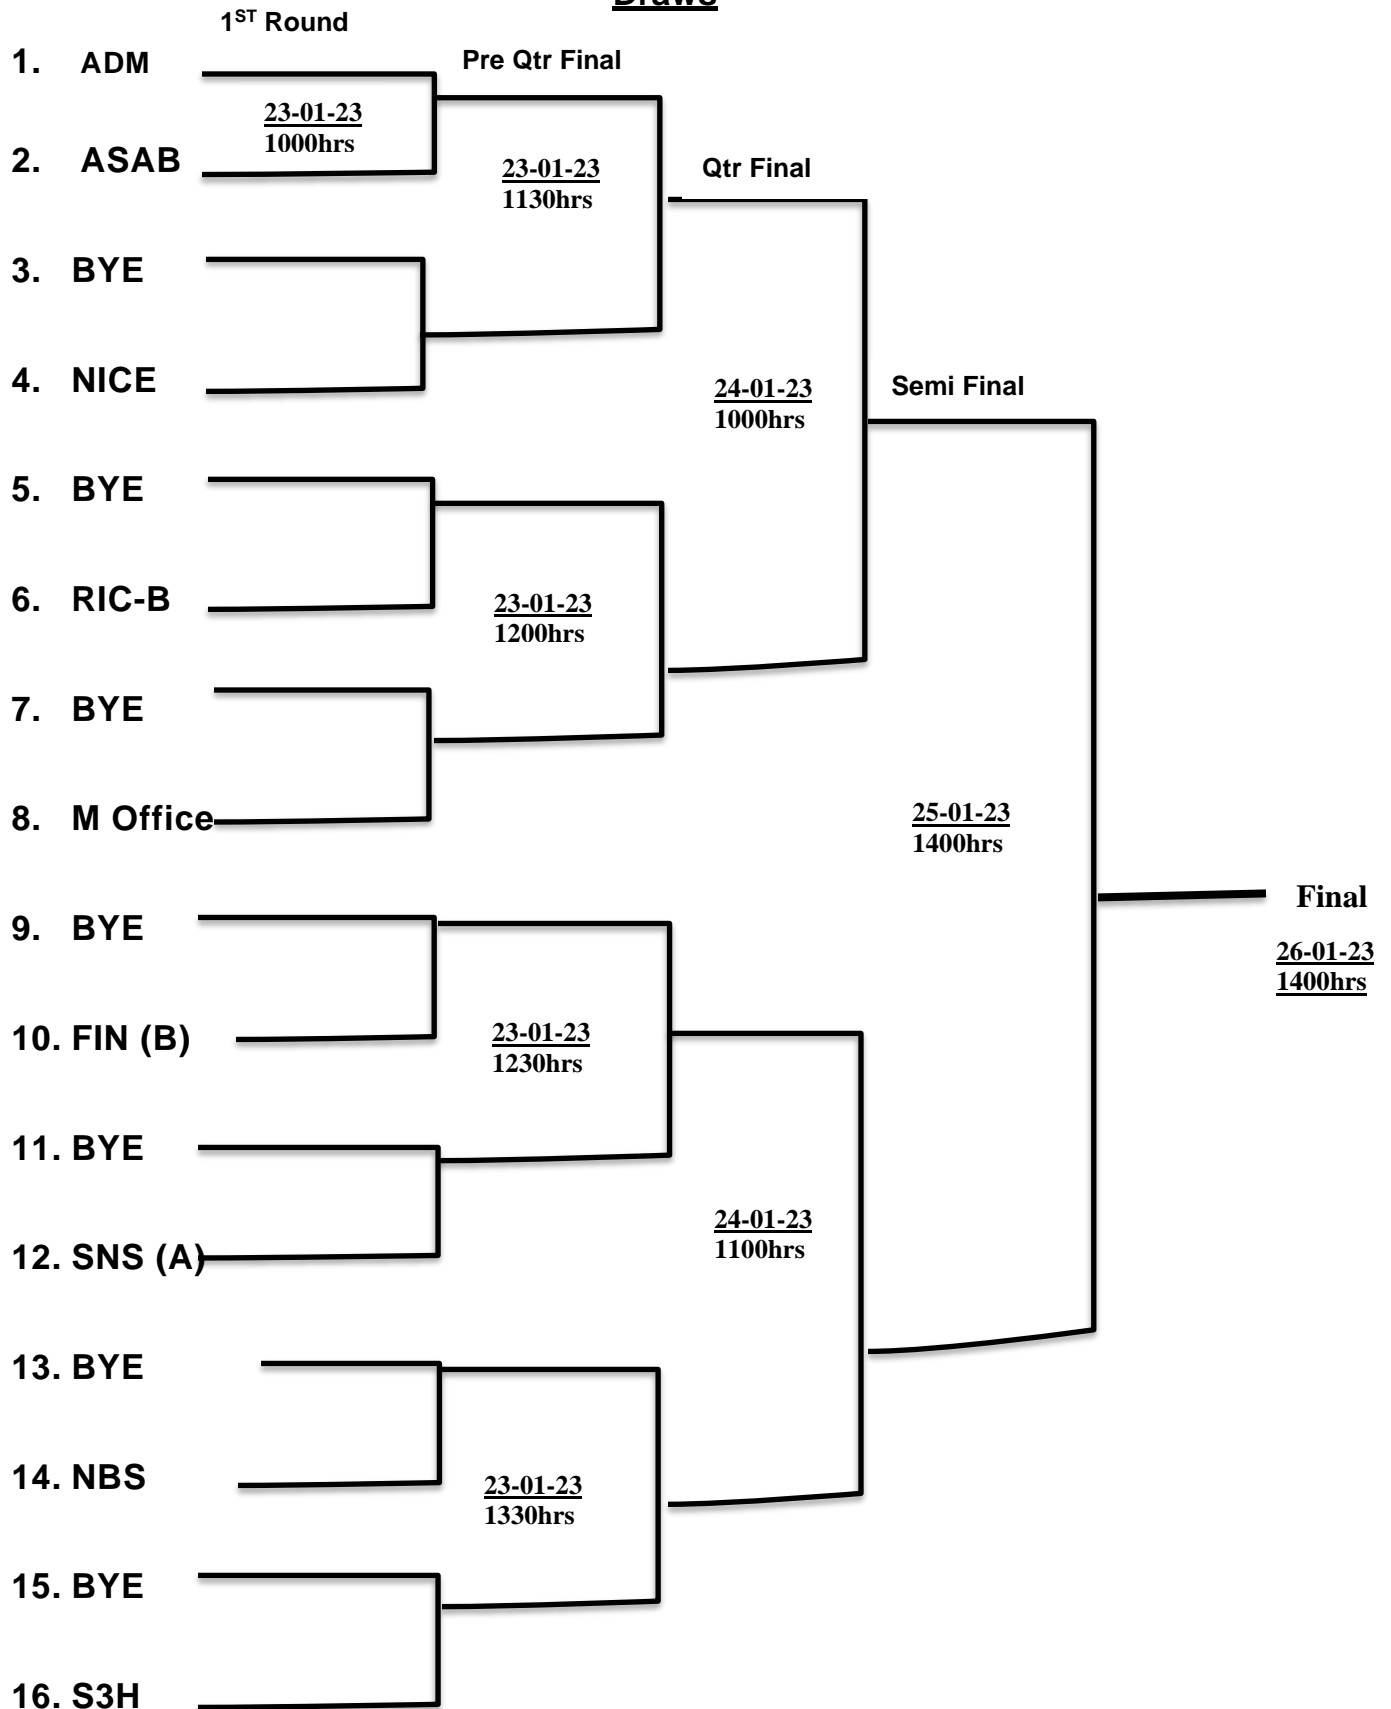 Draws
1ST Round
1. ADM
Pre Qtr Final
23-01-23
1000hrs
2. ASAB
23-01-23
1130hrs
Qtr Final
3. BYE
4. NICE
24-01-23
1000hrs
Semi Final
5. BYE
6. RIC-B
23-01-23
1200hrs
7. BYE
8. M Office
25-01-23
1400hrs
Final
9. BYE
26-01-23
1400hrs
10. FIN (B)
23-01-23
1230hrs
11. BYE
24-01-23
1100hrs
12. SNS (A)
13. BYE
14. NBS
23-01-23
1330hrs
15. BYE
16. S3H